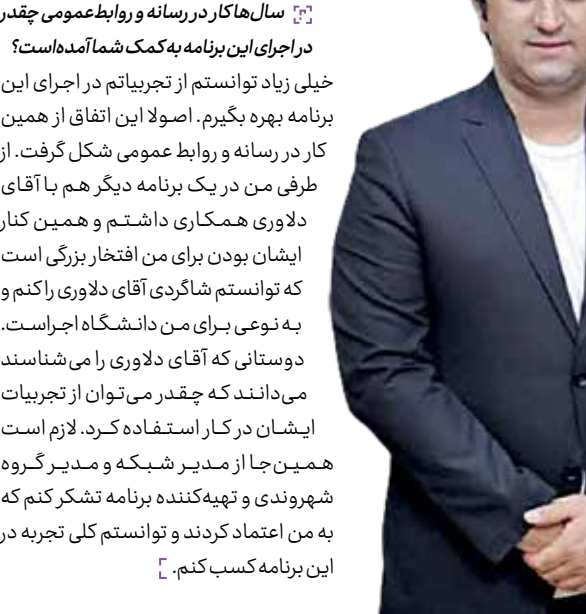 سال‌ها کار در رسانه و روابط عمومی چقدر
در اجرای این برنامه به کمک شما آمده‌است؟
خیلی زیاد توانستم از تجربیاتم در اجرای این
برنامه بهره بگیرم. اصولا این اتفاق از همین
کار در رسانه و روابط عمومی شکل گرفت. از
طرفی من در یک برنامه دیگر هم با آقای
دلاوری همکاری داشتم و همین کنار
ایشان بودن برای من افتخار بزرگی است
که توانستم شاگردی آقای دلاوری را کنم و
به نوعی برای من دانشگاه اجراست.
دوستانی که آقای دلاوری را می‌شناسند
می‌دانند که چقدر می‌توان از تجربیات
ایشان در کار استفاده کرد. لازم است
همین‌جا از مدیر شبکه و مدیر گروه
شهروندی و تهیه‌کننده برنامه تشکر کنم که
به من اعتماد کردند و توانستم کلی تجربه در
این برنامه کسب کنم.